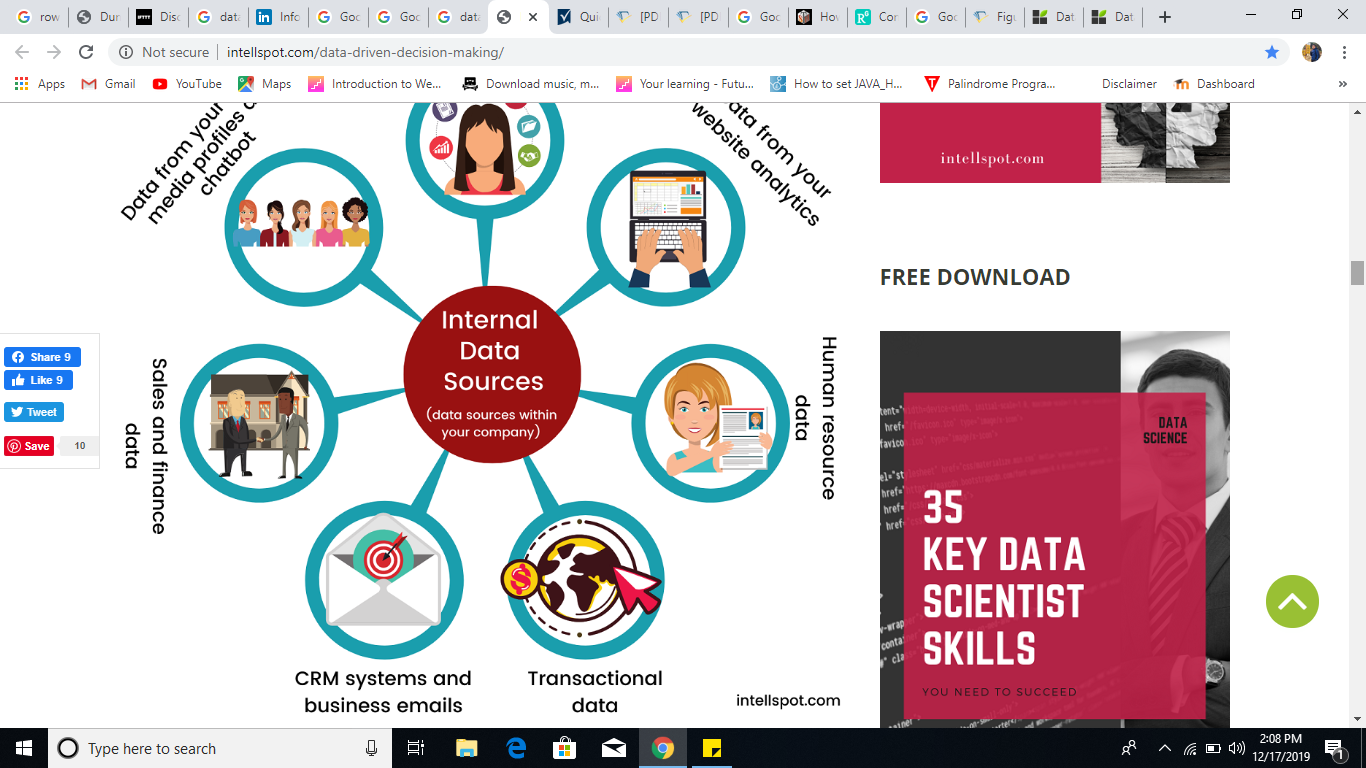 row
Dun
IFTTT
Disc
data
Info
Goo
Goo
data
Qui
[PD
[PD
Goo
How
Cor
Goo
Figu
Dat
Dat
Not secure | intellspot.com/data-driven-decision-making/
Apps
Gmail
YouTube
Maps
Introduction to We...
Download music, m...
Your learning - Futu...
How to set JAVA_H...
Palindrome Progra...
Disclaimer
Dashboard
Data from your
media profiles
chatbot
ata from your
website analytics
Internal
Data
Sources
(data sources within
your company)
Sales and finance
data
Human resource
data
CRM systems and
business emails
Transactional
data
intellspot.com
Share 9
Like 9
Tweet
Save 10
intellspot.com
FREE DOWNLOAD
DATA
SCIENCE
35
KEY DATA
SCIENTIST
SKILLS
YOU NEED TO SUCCEED
Type here to search
2:08 PM
12/17/2019
1